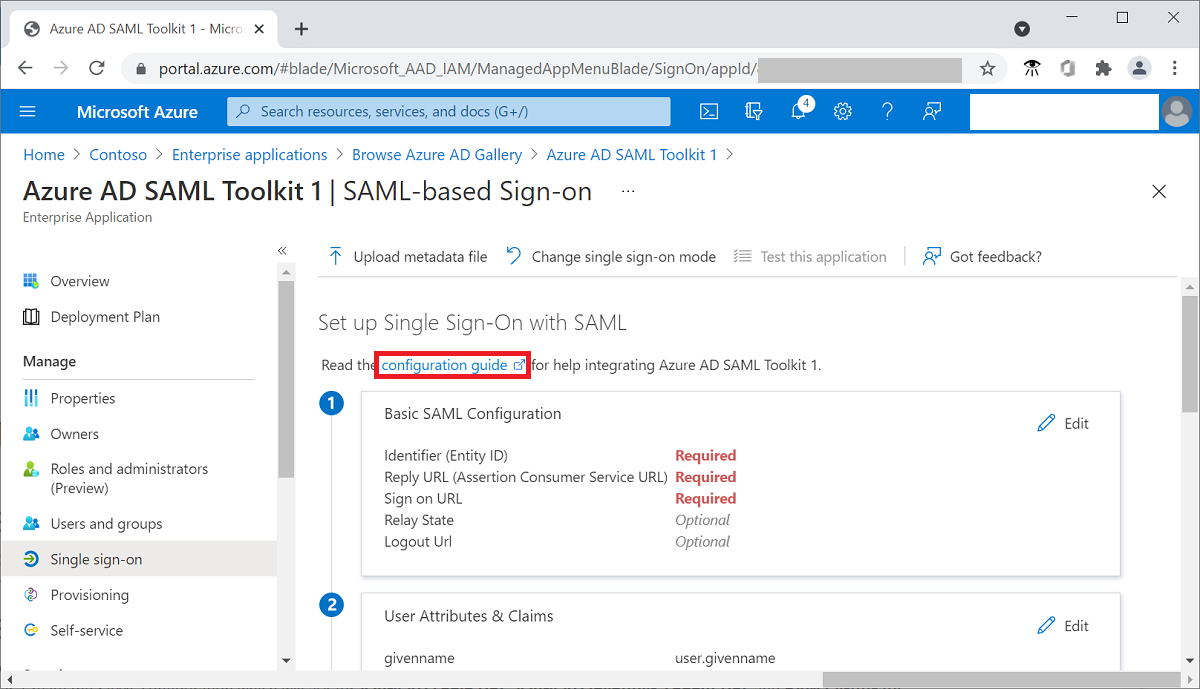 Azure AD SAML Toolkit 1 - Micro
portal.azure.com/#blade/Microsoft_AAD_IAM/ManagedAppMenuBlade/SignOn/appId/
Microsoft Azure
Search resources, services, and docs (G+/)
4
Home > Contoso > Enterprise applications > Browse Azure AD Gallery > Azure AD SAML Toolkit 1 >
Azure AD SAML Toolkit 1 | SAML-based Sign-on ...
Enterprise Application
Upload metadata file
Change single sign-on mode
Test this application
Got feedback?
Overview
Deployment Plan
Manage
Properties
Owners
Roles and administrators
(Preview)
Users and groups
Single sign-on
Provisioning
Self-service
Set up Single Sign-On with SAML
Read the configuration guide for help integrating Azure AD SAML Toolkit 1.
1
Basic SAML Configuration
Edit
Identifier (Entity ID) Required
Reply URL (Assertion Consumer Service URL) Required
Sign on URL Required
Relay State Optional
Logout Url Optional
2
User Attributes & Claims
Edit
givenname user.givenname